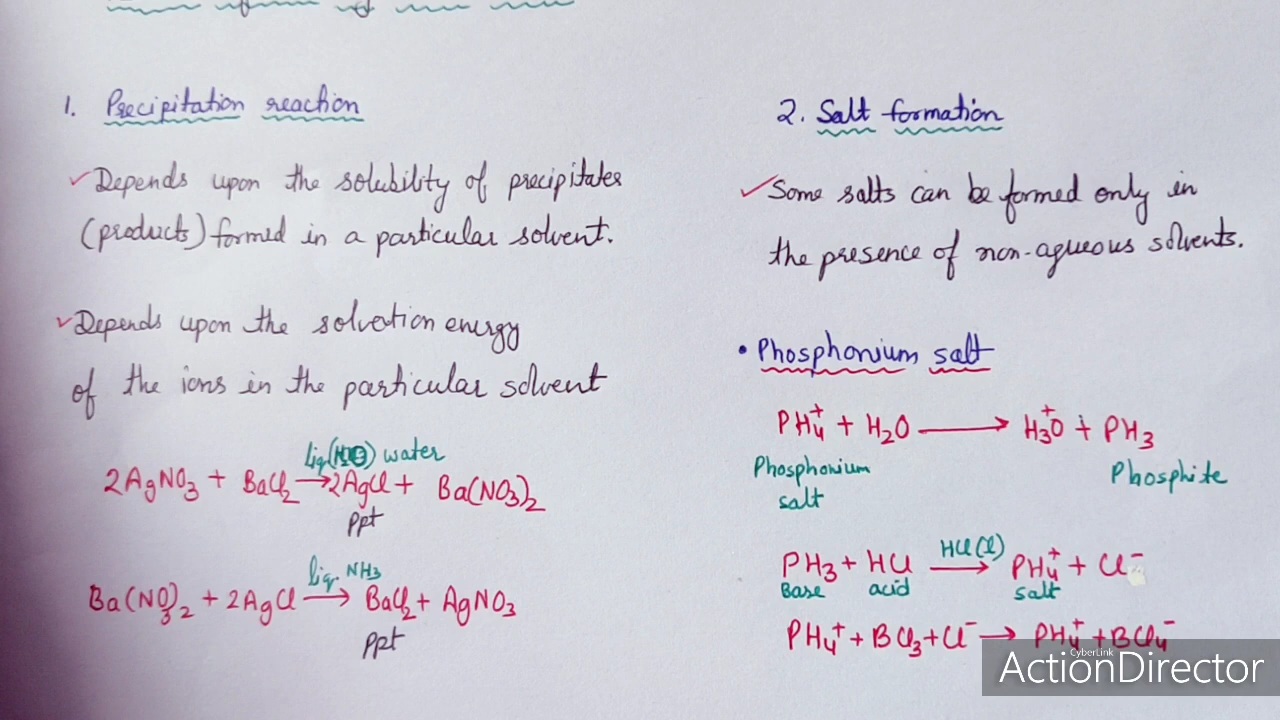 1. Precipitation reaction
✓Depends upon the solubility of precipitates
(products) formed in a particular solvent.
✓Depends upon the solvation energy
of the ions in the particular solvent
liq. water
2AgNO₃ + BaCl₂ → 2AgCl + Ba(NO₃)₂
ppt
liq. NH₃
Ba(NO₃)₂ + 2AgCl → BaCl₂ + AgNO₃
ppt
2. Salt formation
✓Some salts can be formed only in
the presence of non-aqueous solvents.
• Phosphonium salt
PH₄⁺ + H₂O → H₃⁺O + PH₃
Phosphonium Phosphite
salt
HCl(l)
PH₃ + HCl → PH₄⁺ + Cl⁻
Base acid salt
PH₄⁺ + BCl₃ + Cl⁻ → PH₄⁺ + BCl₄⁻
CyberLink
ActionDirector